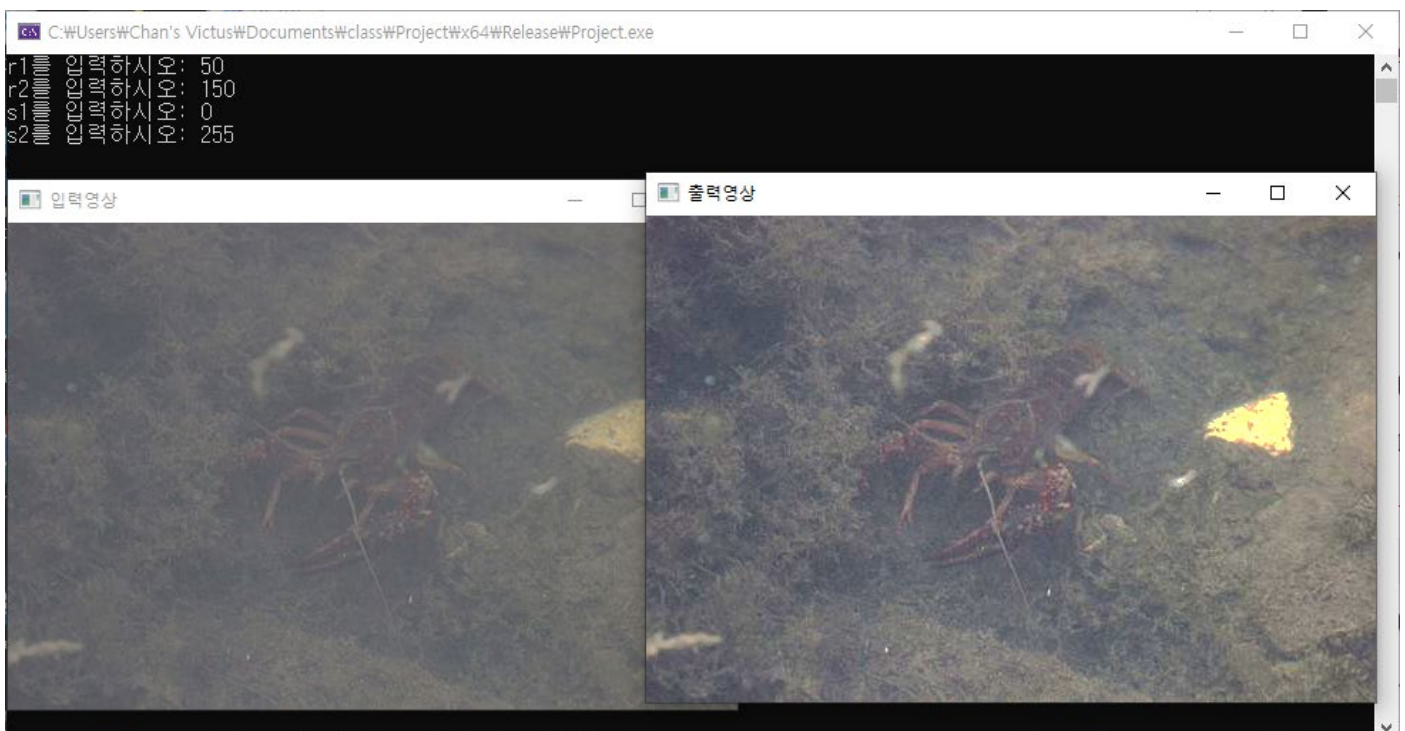 C:₩Users₩Chan's Victus₩Documents₩class₩Project₩x64₩Release₩Project.exe
r1를 입력하시오: 50
r2를 입력하시오: 150
s1를 입력하시오: 0
s2를 입력하시오: 255
입력영상
출력영상